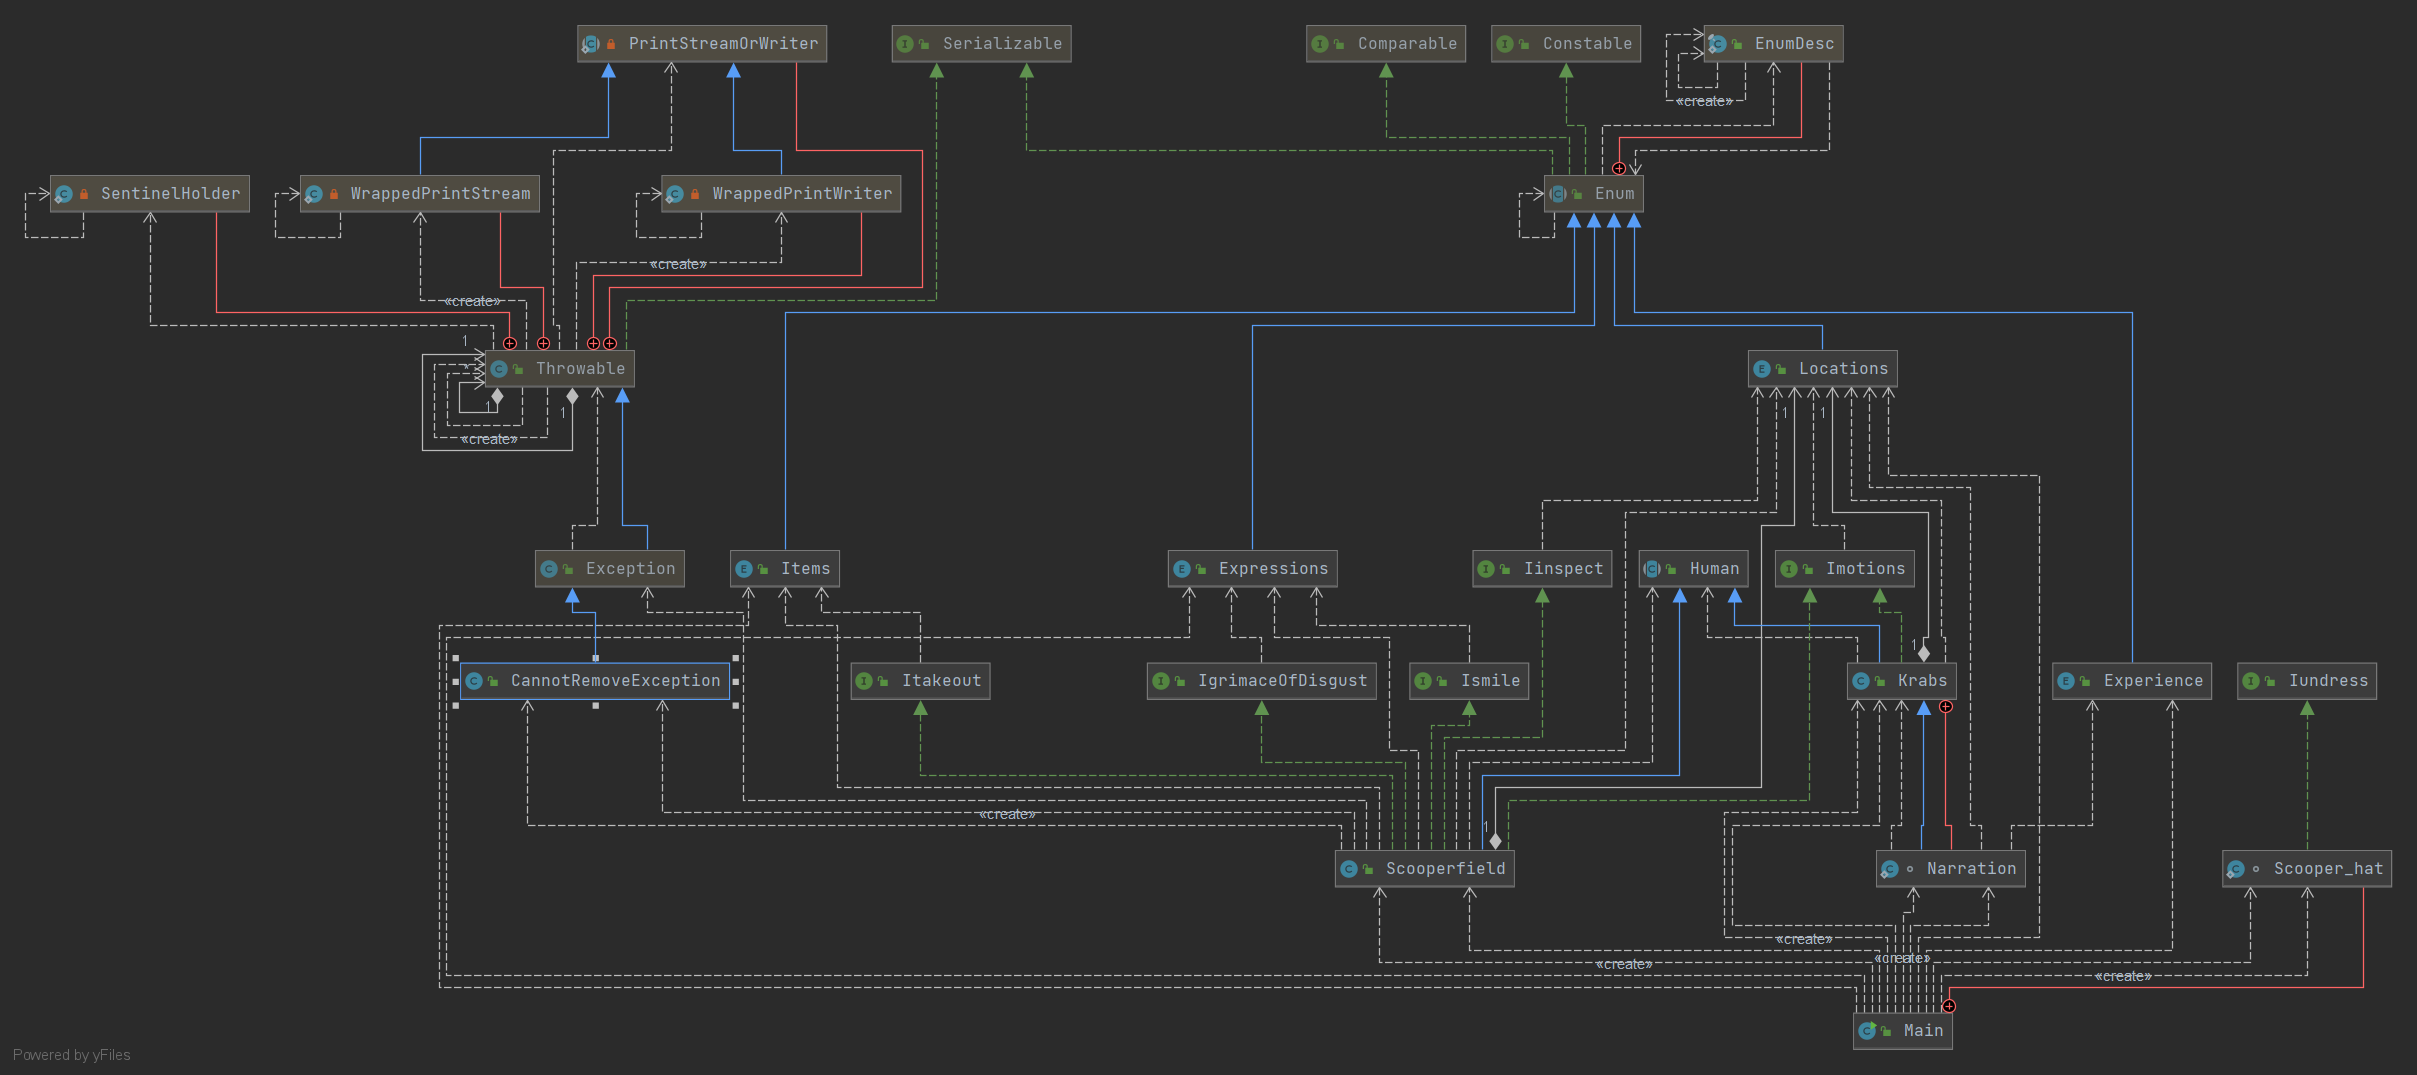 PrintStreamOrWriter
Serializable
Comparable
Constable
EnumDesc
«create»
SentinelHolder
WrappedPrintStream
WrappedPrintWriter
Enum
«create»
«create»
1
Throwable
*
1
1
«create»
Locations
1
1
Exception
Items
Expressions
Iinspect
Human
Imotions
1
CannotRemoveException
Itakeout
IgrimaceOfDisgust
Ismile
Krabs
Experience
Iundress
«create»
1
Scooperfield
Narration
Scooper_hat
«create»
«create»
«create»
«create»
Main
Powered by yFiles